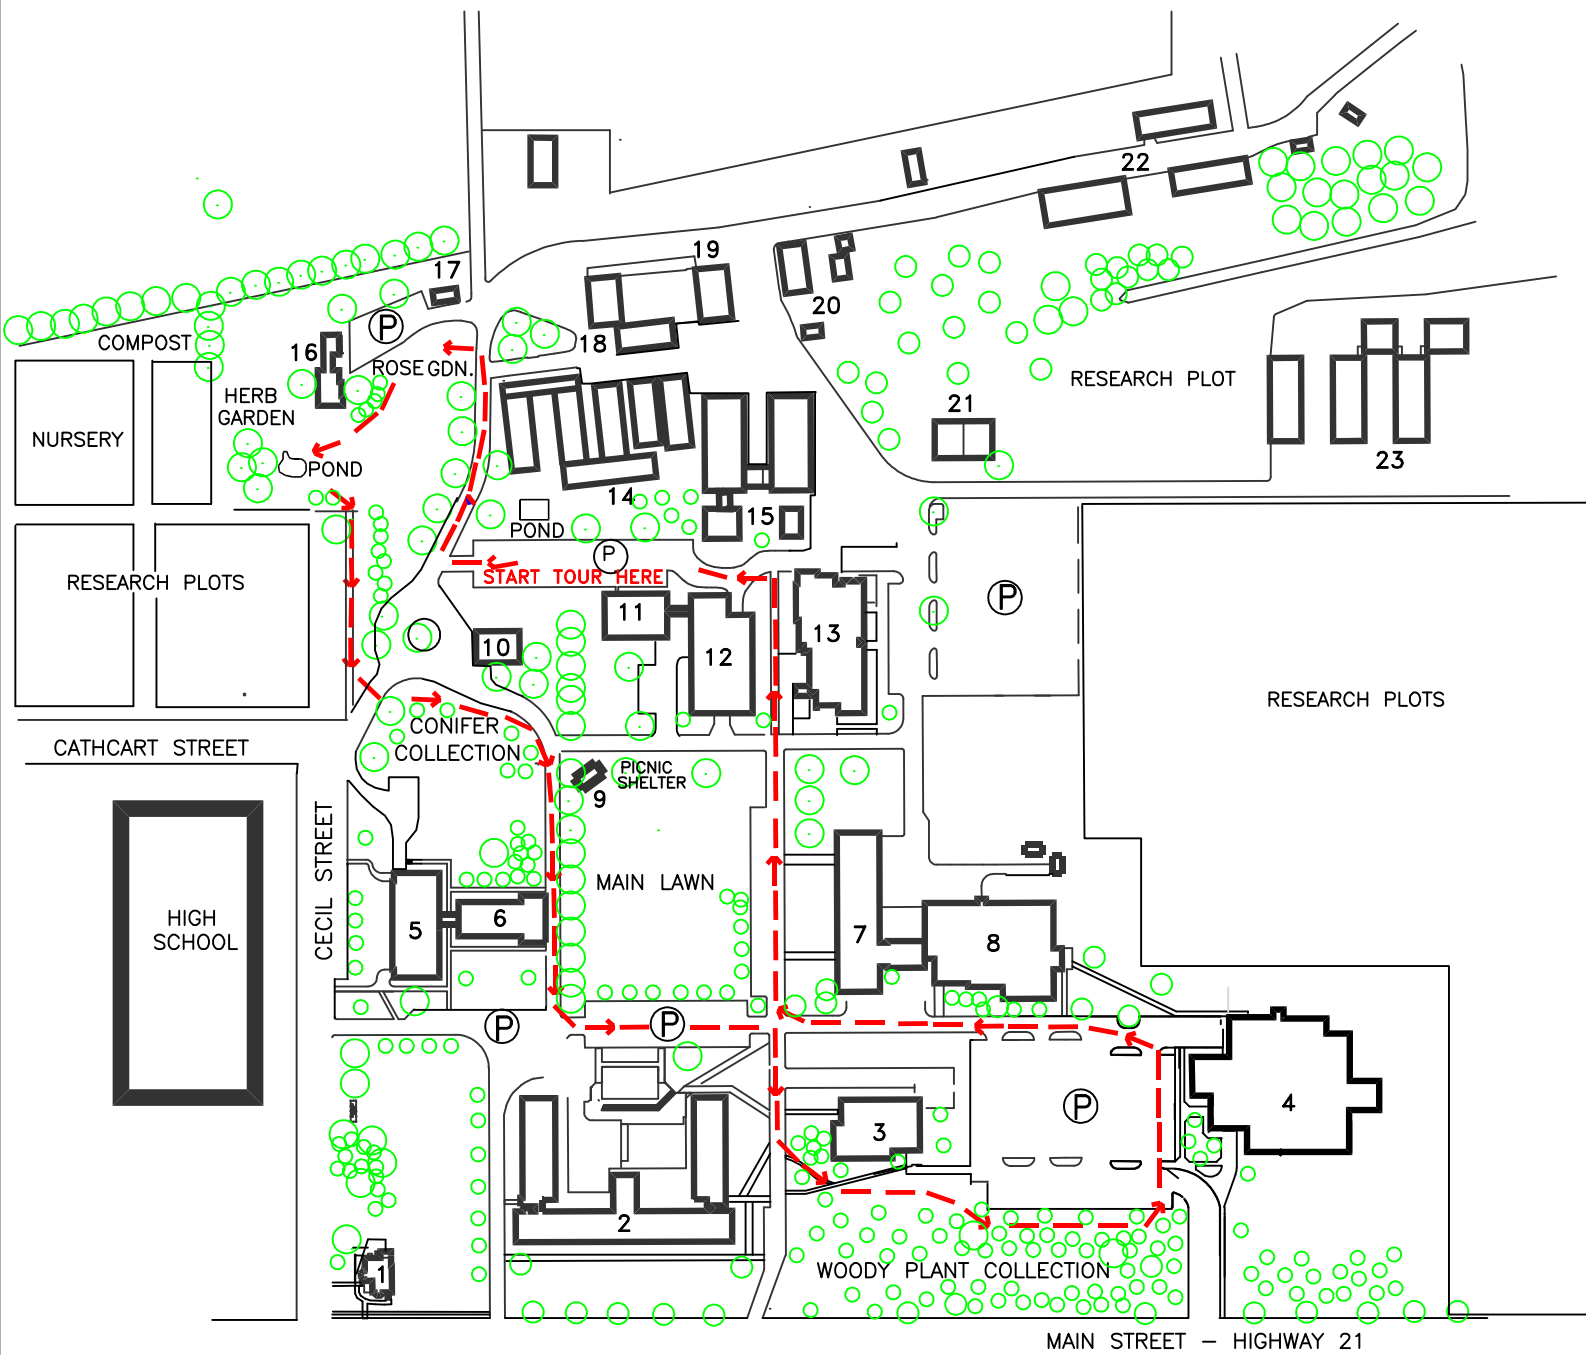 22
19
17
20
18
P
COMPOST
16
ROSE GDN.
RESEARCH PLOT
HERB
GARDEN
21
NURSERY
POND
23
14
15
POND
P
START TOUR HERE
RESEARCH PLOTS
P
11
13
10
12
RESEARCH PLOTS
CONIFER
COLLECTION
CATHCART STREET
PICNIC
SHELTER
9
CECIL STREET
MAIN LAWN
HIGH
SCHOOL
6
5
7
8
P
P
P
4
3
2
1
WOODY PLANT COLLECTION
MAIN STREET – HIGHWAY 21